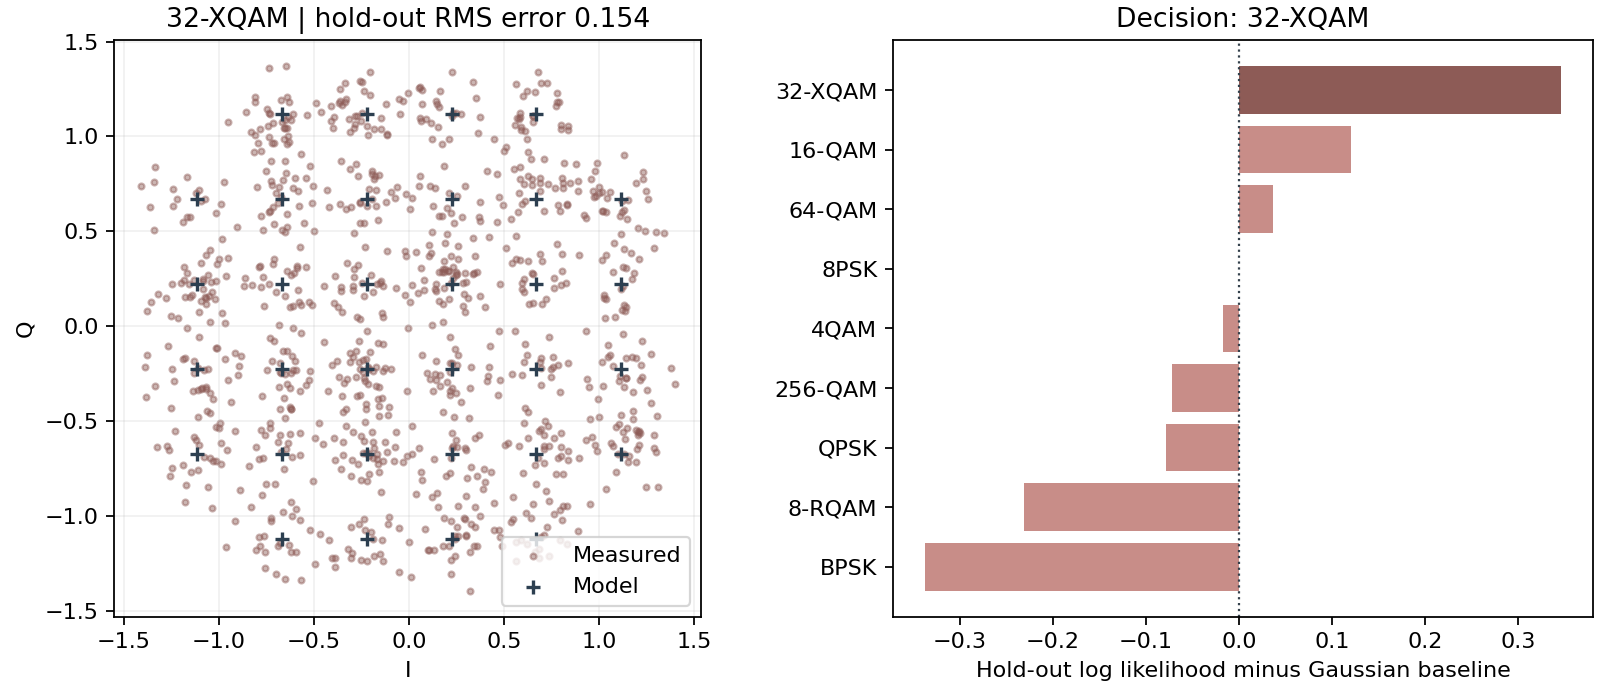 32-XQAM | hold-out RMS error 0.154
1.5
1.0
0.5
0.0
−0.5
−1.0
−1.5
Q
−1.5
−1.0
−0.5
0.0
0.5
1.0
1.5
I
Measured
Model
Decision: 32-XQAM
32-XQAM
16-QAM
64-QAM
8PSK
4QAM
256-QAM
QPSK
8-RQAM
BPSK
−0.3
−0.2
−0.1
0.0
0.1
0.2
0.3
Hold-out log likelihood minus Gaussian baseline